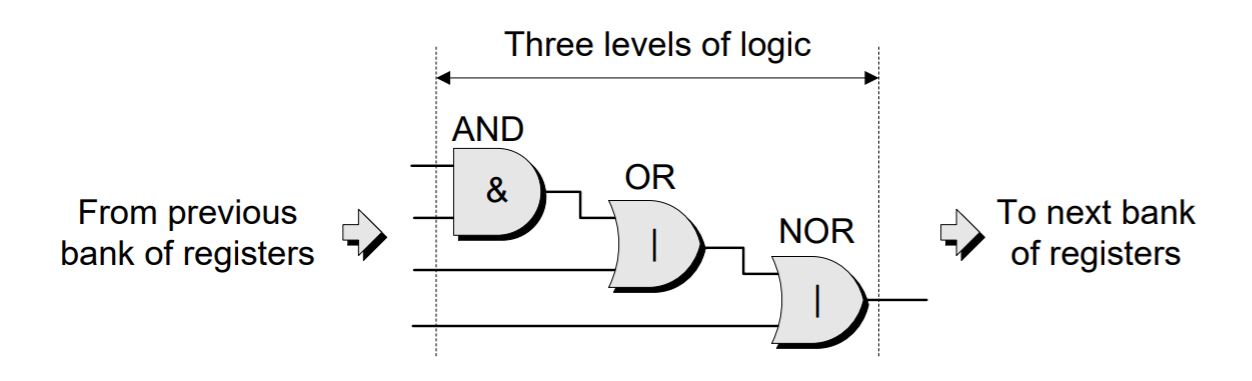 Three levels of logic
AND
&
OR
|
NOR
|
From previous
bank of registers
To next bank
of registers